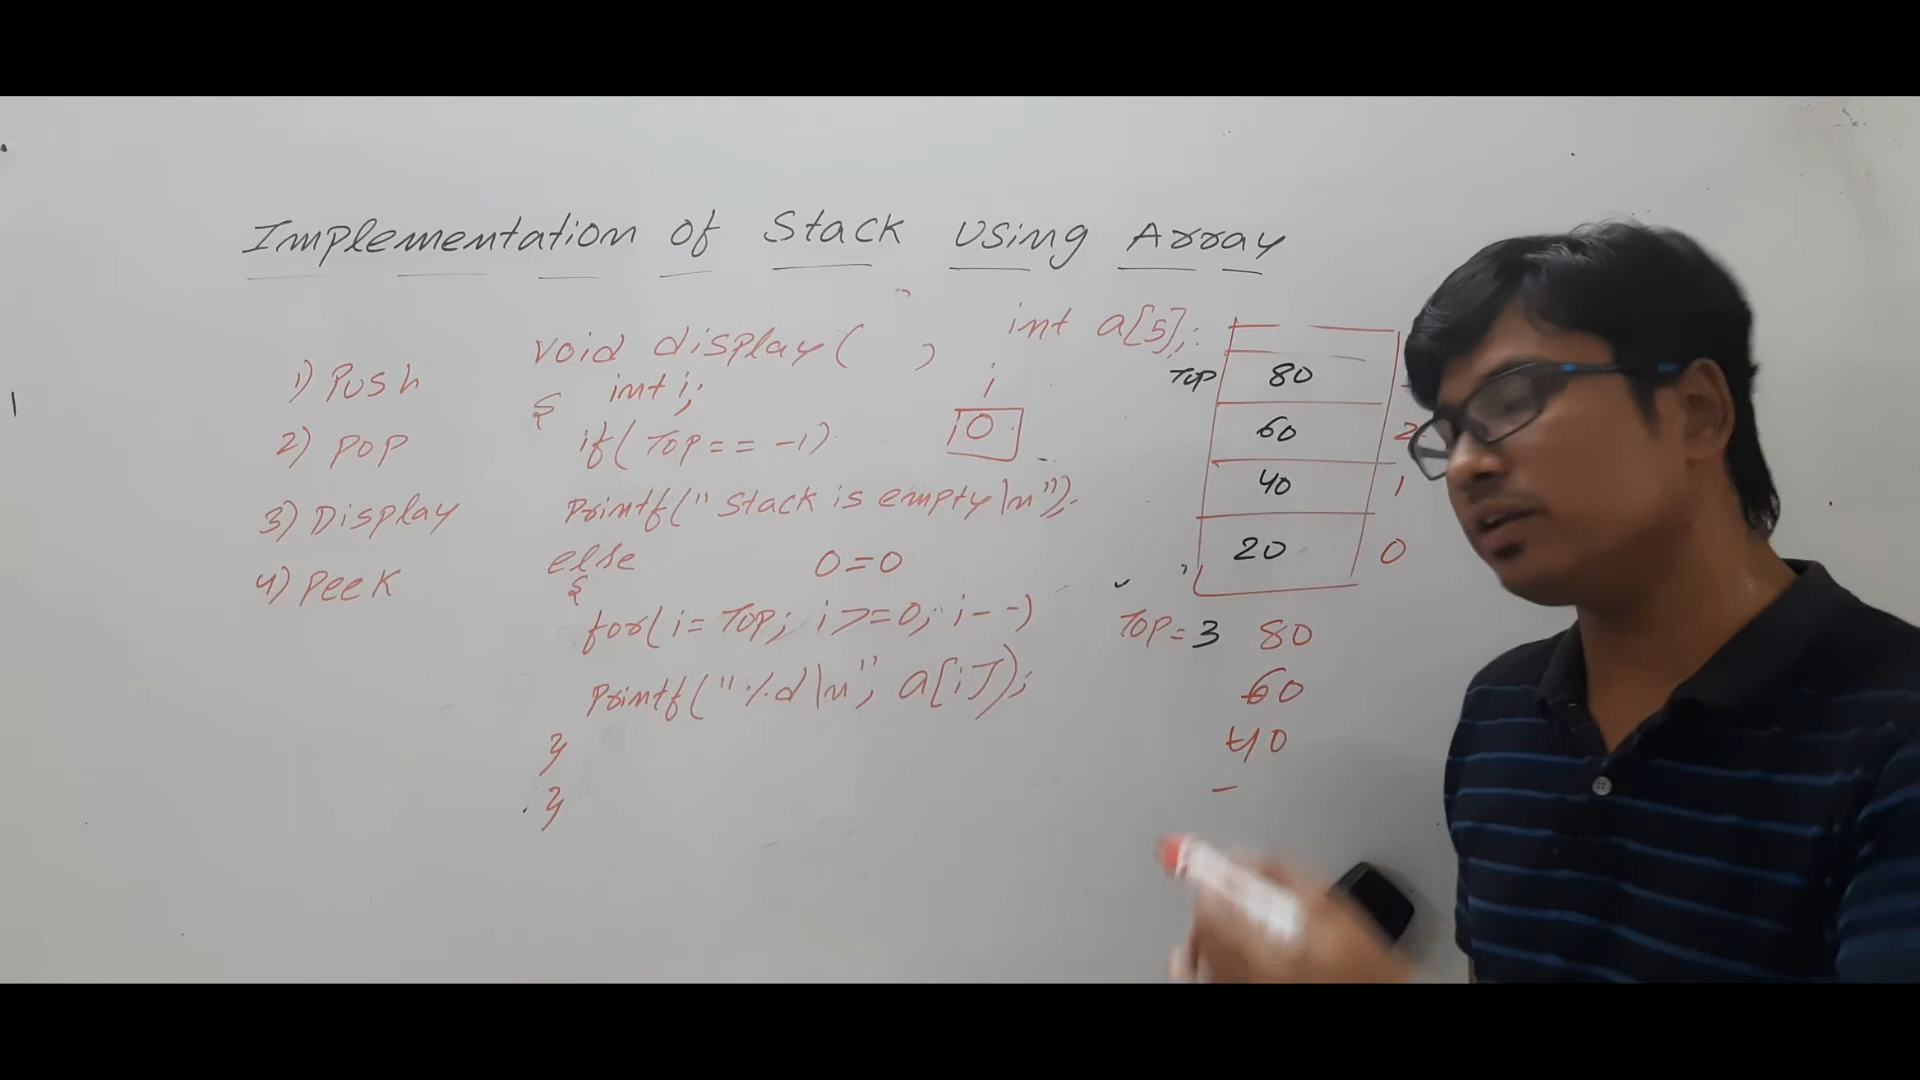 Implementation of Stack Using Array
1) Push
2) Pop
3) Display
4) Peek
void display( )
{ int i;
if( Top == -1)
Printf(" Stack is empty \n");
else
{
for( i= Top; i>=0; i--)
Printf(" %d\n", a[i]);
}
}
0=0
int a[5];
i
0
Top 80
60 2
40 1
20 0
Top = 3 80
60
40